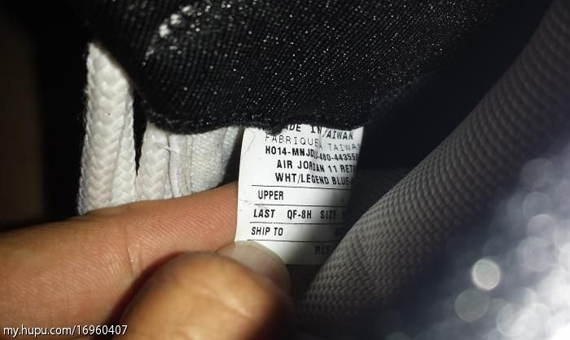 MADE IN TAIWAN
FABRIQUE TAIWAN
AIR JORDAN 11 RET
WHT/LEGEND BLUE
UPPER
LAST QF-8H SIZE
SHIP TO
my.hupu.com/16960407